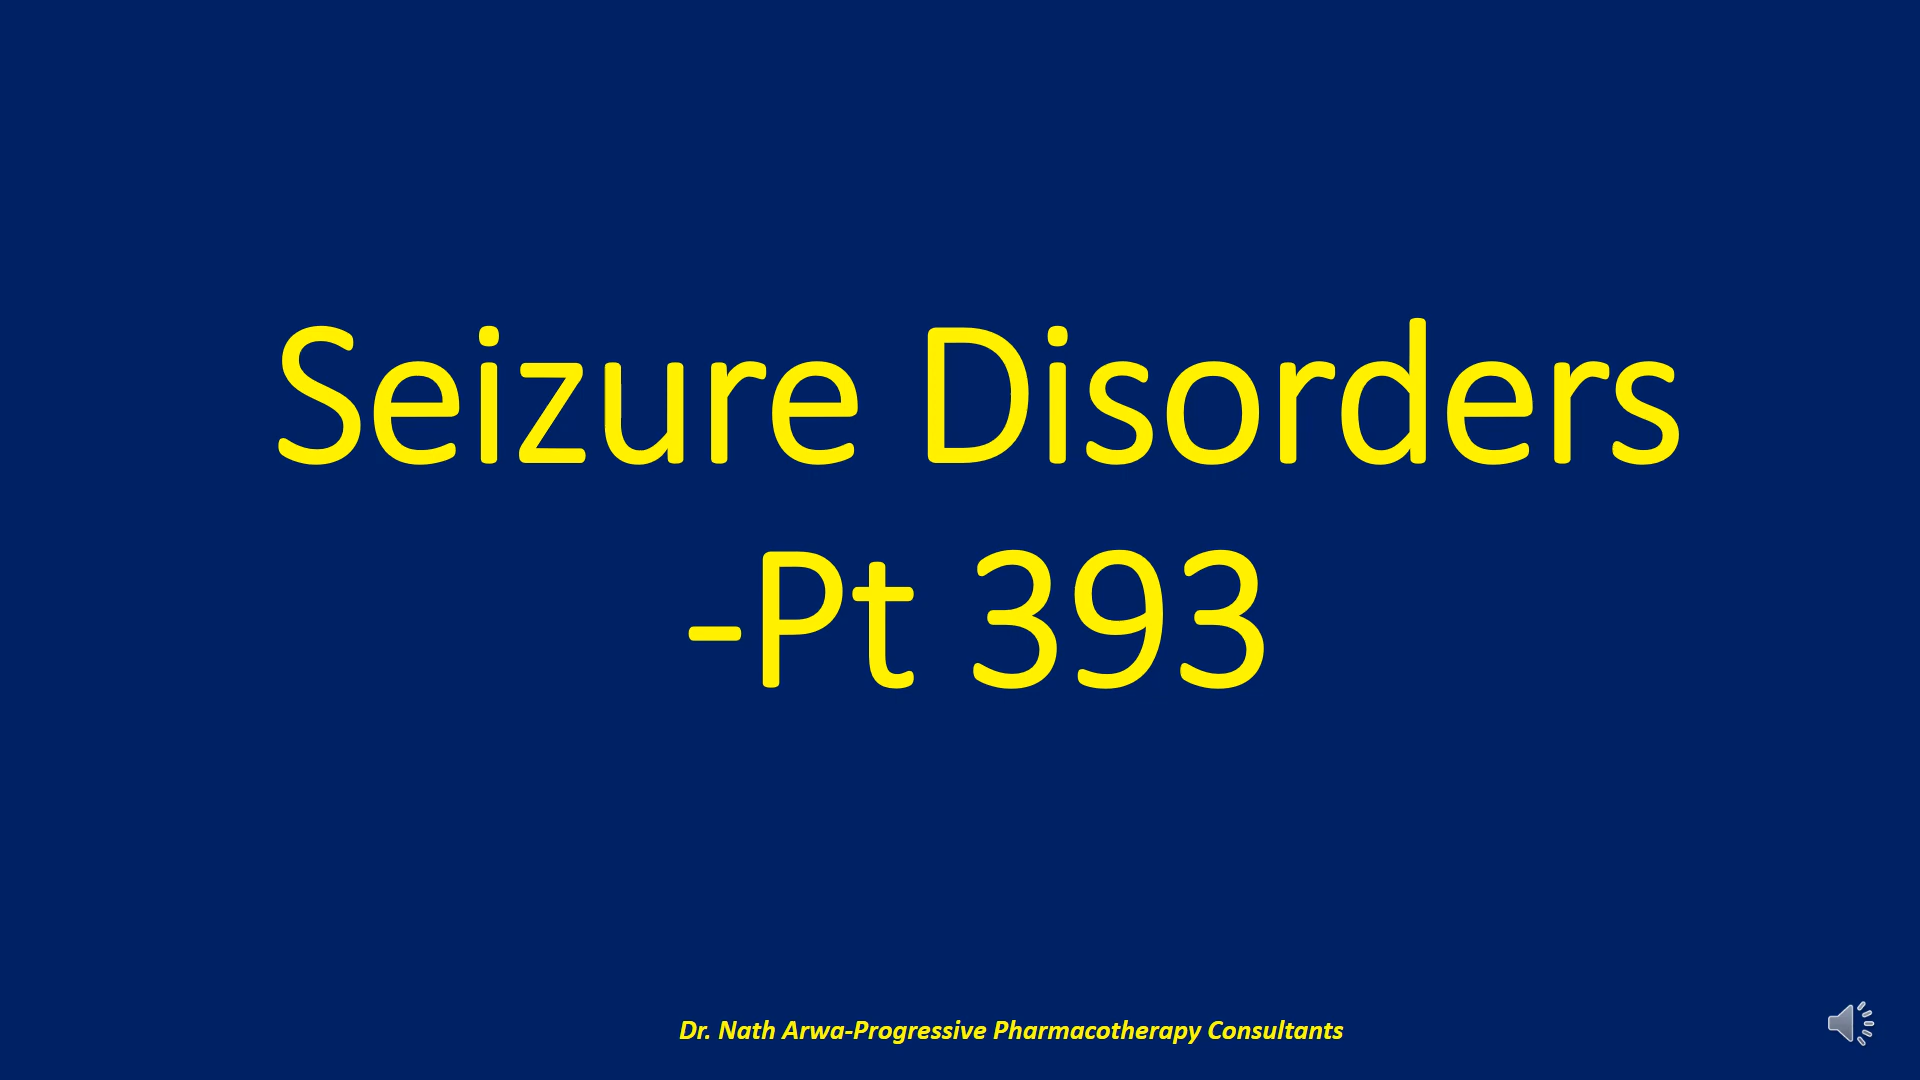 Seizure Disorders
-Pt 393
Dr. Nath Arwa-Progressive Pharmacotherapy Consultants